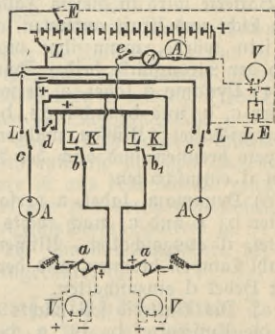 E
- +
L e A V
+ -
-
+
L L
L E
d
L K L K
c b b₁ c
A A
a + - a
V V
+ - + -